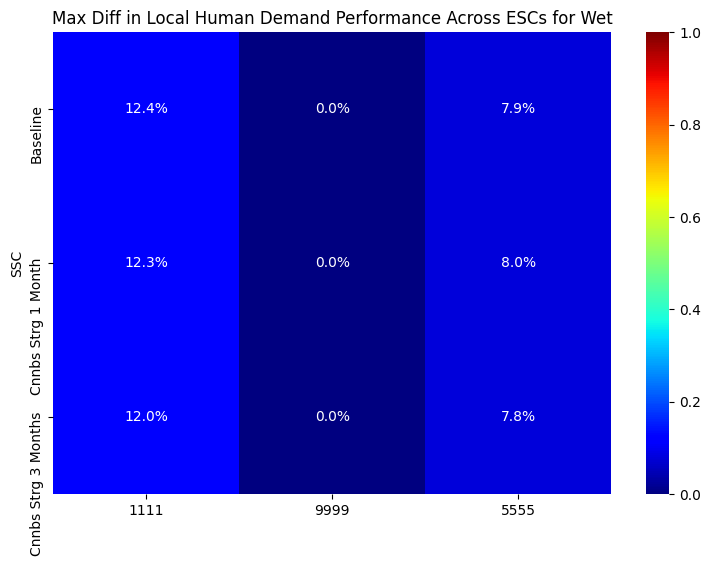 Max Diff in Local Human Demand Performance Across ESCs for Wet
SSC
Baseline
12.4% 0.0% 7.9%
Cnnbs Strg 1 Month
12.3% 0.0% 8.0%
Cnnbs Strg 3 Months
12.0% 0.0% 7.8%
1111 9999 5555
1.0
0.8
0.6
0.4
0.2
0.0